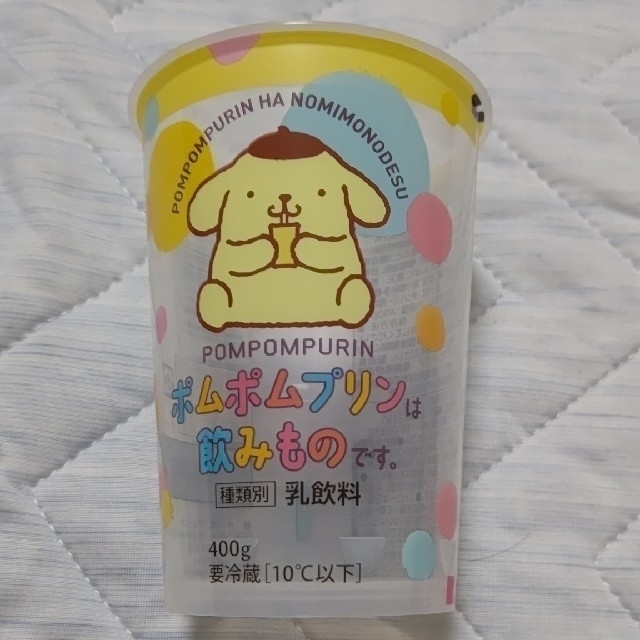 POMPOMPURIN HA NOMIMONODESU
POMPOMPURIN
ポムポムプリンは
飲みものです。
種類別 乳飲料
400g
要冷蔵[10℃以下]